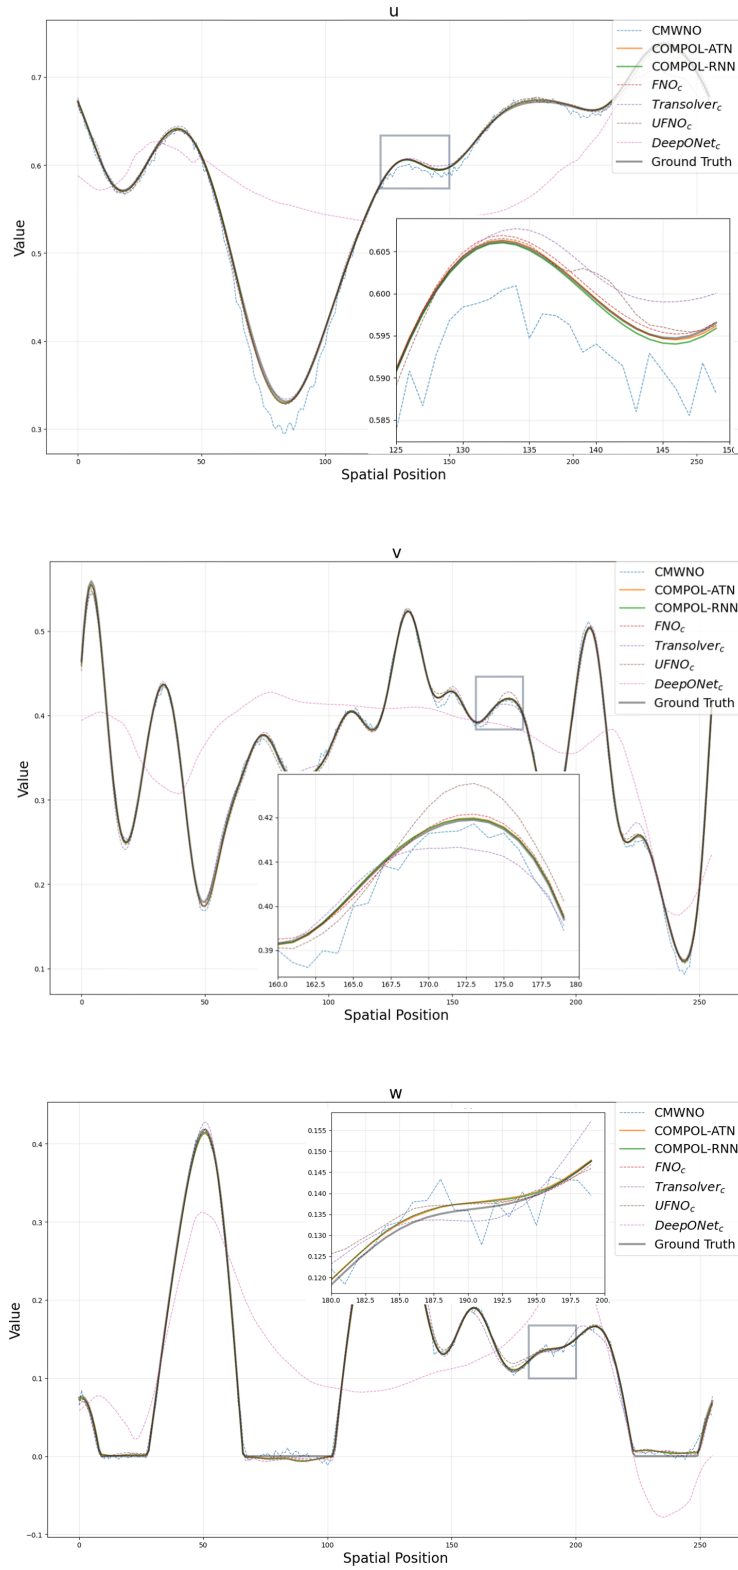 u
CMWNO
COMPOL-ATN
COMPOL-RNN
FNO_c
Transolver_c
UFNO_c
DeepONet_c
Ground Truth
Value
0.7
0.6
0.5
0.4
0.3
0.605
0.600
0.595
0.590
0.585
125 130 135 140 145 150
0 50 100 150 200 250
Spatial Position
v
CMWNO
COMPOL-ATN
COMPOL-RNN
FNO_c
Transolver_c
UFNO_c
DeepONet_c
Ground Truth
Value
0.5
0.4
0.3
0.2
0.1
0.42
0.41
0.40
0.39
160.0 162.5 165.0 167.5 170.0 172.5 175.0 177.5 180
0 50 100 150 200 250
Spatial Position
w
CMWNO
COMPOL-ATN
COMPOL-RNN
FNO_c
Transolver_c
UFNO_c
DeepONet_c
Ground Truth
Value
0.4
0.3
0.2
0.1
0.0
−0.1
0.155
0.150
0.145
0.140
0.135
0.130
0.125
0.120
180.0 182.5 185.0 187.5 190.0 192.5 195.0 197.5 200.
0 50 100 150 200 250
Spatial Position